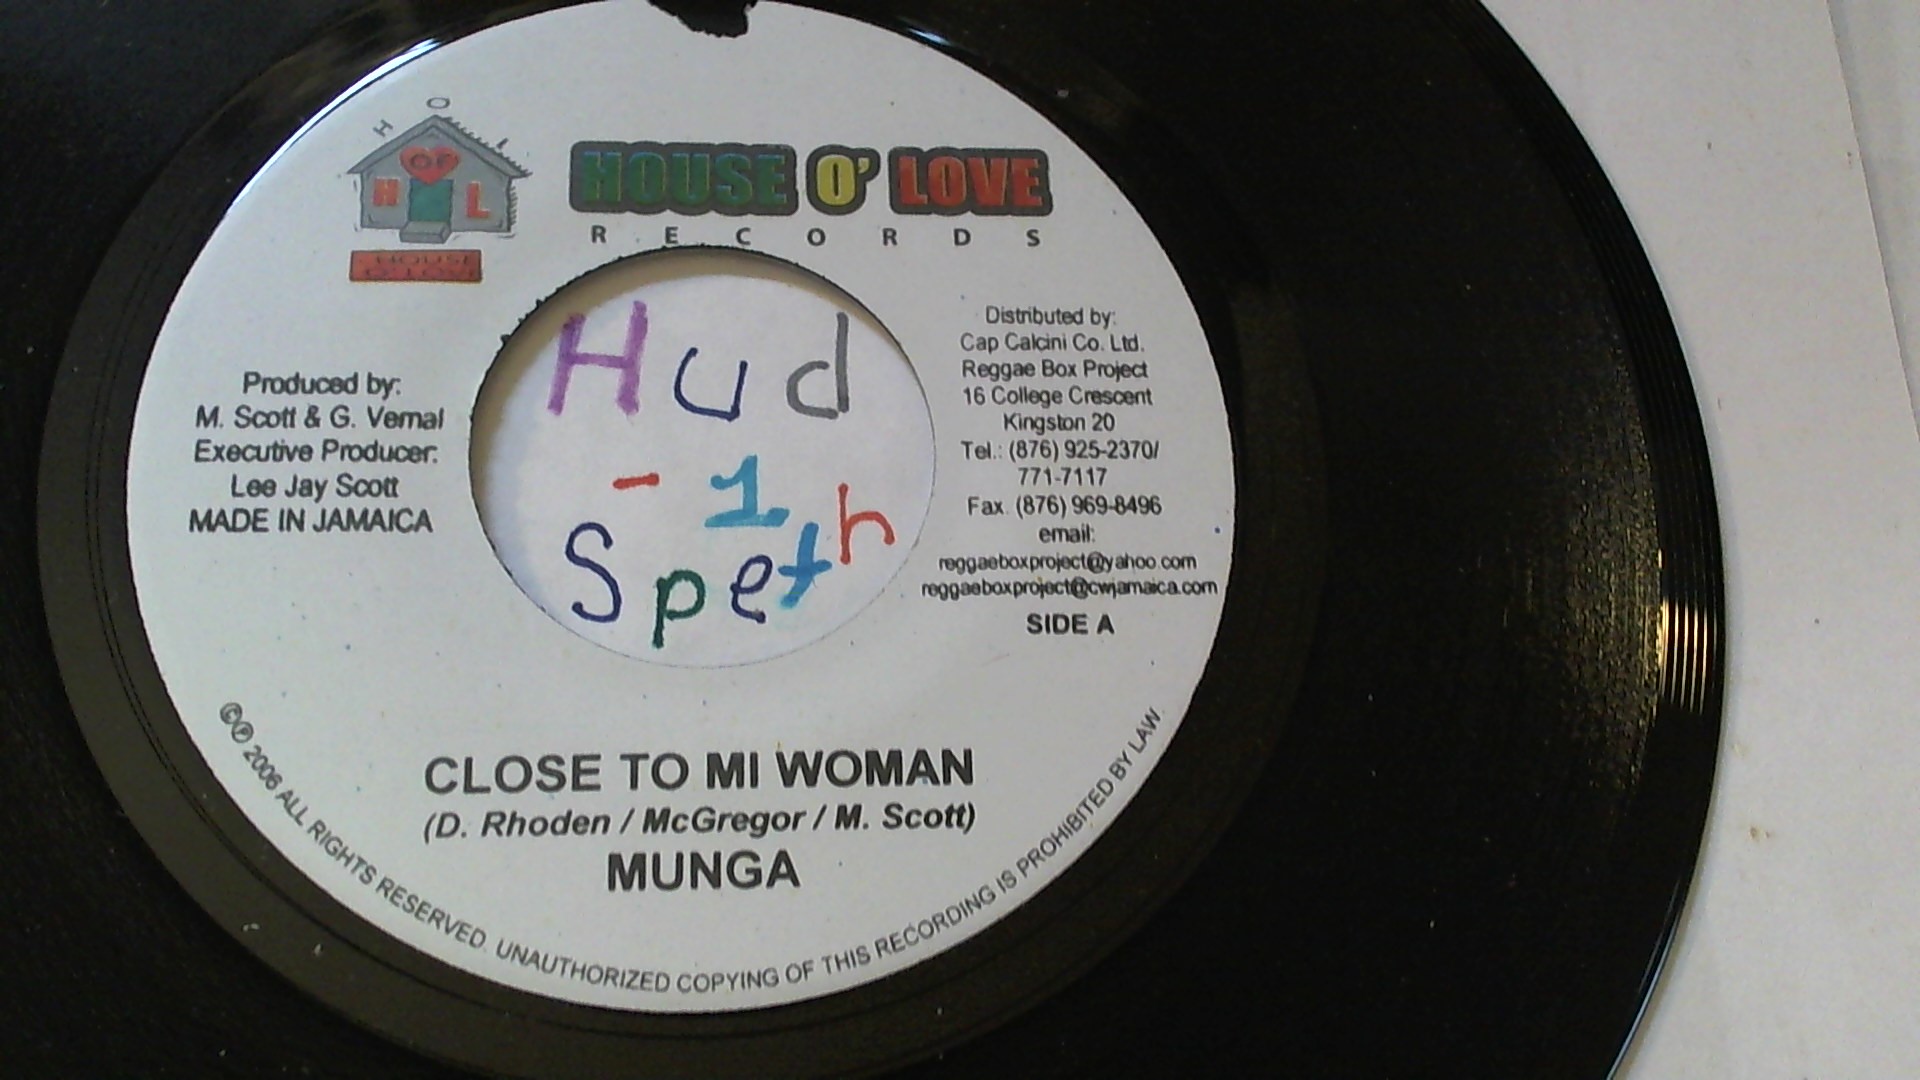 H O L
OF
H L
HOUSE
O'LOVE
HOUSE O' LOVE
RECORDS
Produced by:
M. Scott & G. Vernal
Executive Producer:
Lee Jay Scott
MADE IN JAMAICA
Hud
- 1
Speth
Distributed by:
Cap Calcini Co. Ltd.
Reggae Box Project
16 College Crescent
Kingston 20
Tel.: (876) 925-2370/
771-7117
Fax. (876) 969-8496
email:
reggaeboxproject@yahoo.com
reggaeboxproject@cwjamaica.com
SIDE A
CLOSE TO MI WOMAN
(D. Rhoden / McGregor / M. Scott)
MUNGA
©℗ 2006 ALL RIGHTS RESERVED. UNAUTHORIZED COPYING OF THIS RECORDING IS PROHIBITED BY LAW.